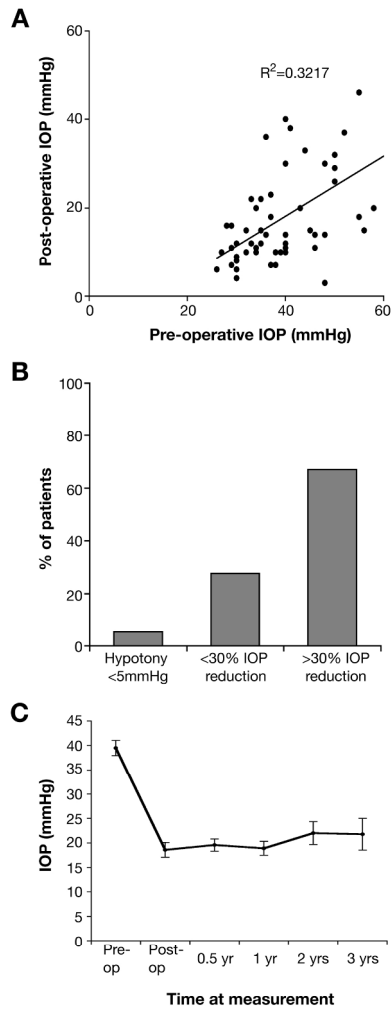 A
60
40
20
0
Post-operative IOP (mmHg)
R²=0.3217
0 20 40 60
Pre-operative IOP (mmHg)
B
100
80
60
40
20
0
% of patients
Hypotony <30% IOP >30% IOP
<5mmHg reduction reduction
C
45
40
35
30
25
20
15
10
5
0
IOP (mmHg)
Pre- Post- 0.5 yr 1 yr 2 yrs 3 yrs
op op
Time at measurement